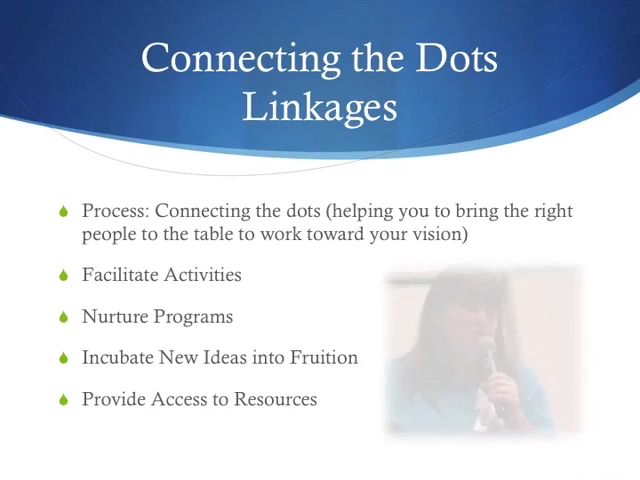 Connecting the Dots
Linkages
Process: Connecting the dots (helping you to bring the right
people to the table to work toward your vision)
Facilitate Activities
Nurture Programs
Incubate New Ideas into Fruition
Provide Access to Resources